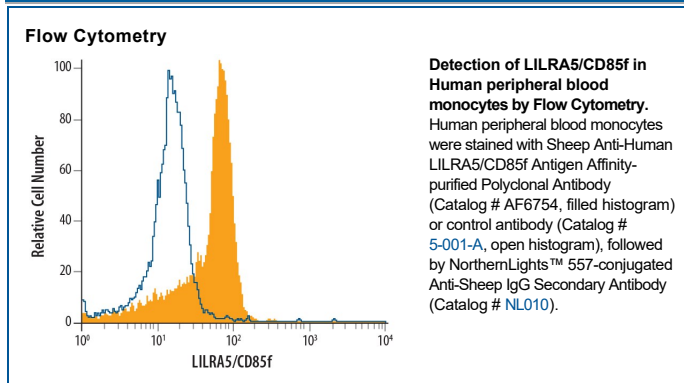 Flow Cytometry
100
80
60
40
20
0
Relative Cell Number
10⁰ 10¹ 10² 10³ 10⁴
LILRA5/CD85f
Detection of LILRA5/CD85f in
Human peripheral blood
monocytes by Flow Cytometry.
Human peripheral blood monocytes
were stained with Sheep Anti-Human
LILRA5/CD85f Antigen Affinity-
purified Polyclonal Antibody
(Catalog # AF6754, filled histogram)
or control antibody (Catalog #
5-001-A, open histogram), followed
by NorthernLights™ 557-conjugated
Anti-Sheep IgG Secondary Antibody
(Catalog # NL010).